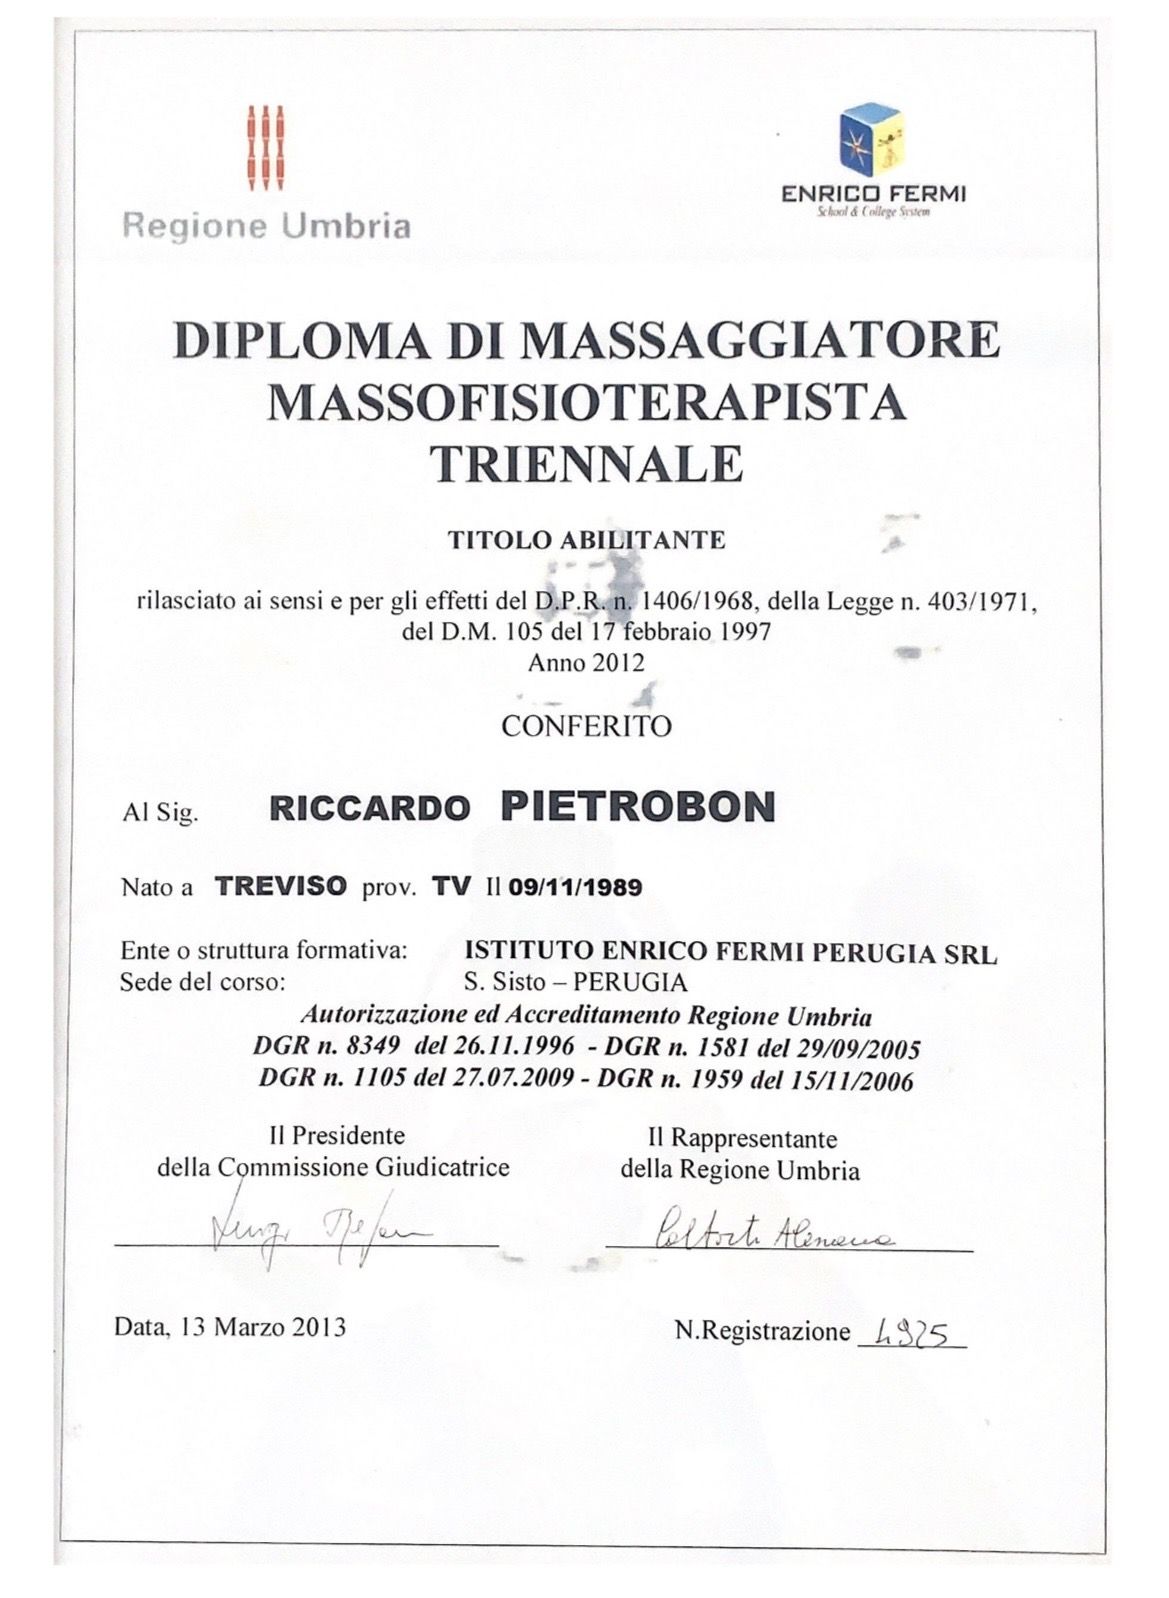 Regione Umbria
ENRICO FERMI
School & College System
DIPLOMA DI MASSAGGIATORE
MASSOFISIOTERAPISTA
TRIENNALE
TITOLO ABILITANTE
rilasciato ai sensi e per gli effetti del D.P.R. n. 1406/1968, della Legge n. 403/1971,
del D.M. 105 del 17 febbraio 1997
Anno 2012
CONFERITO
Al Sig. RICCARDO PIETROBON
Nato a TREVISO prov. TV Il 09/11/1989
Ente o struttura formativa: ISTITUTO ENRICO FERMI PERUGIA SRL
Sede del corso: S. Sisto – PERUGIA
Autorizzazione ed Accreditamento Regione Umbria
DGR n. 8349 del 26.11.1996 - DGR n. 1581 del 29/09/2005
DGR n. 1105 del 27.07.2009 - DGR n. 1959 del 15/11/2006
Il Presidente
della Commissione Giudicatrice
Il Rappresentante
della Regione Umbria
Data, 13 Marzo 2013
N.Registrazione 4925